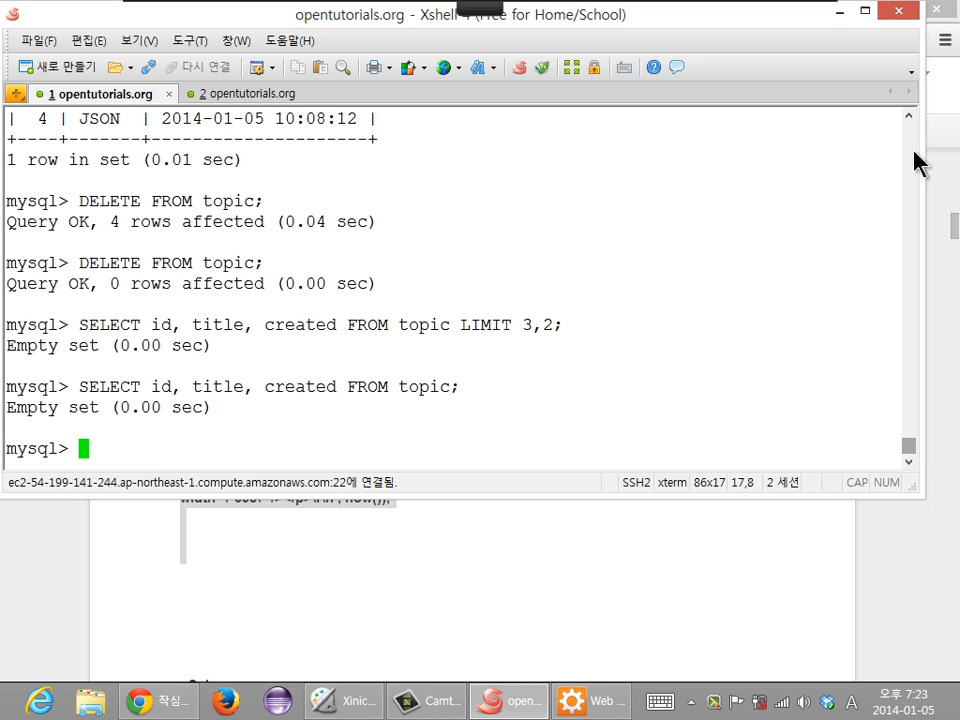 opentutorials.org - Xshell 4 (Free for Home/School)
파일(F) 편집(E) 보기(V) 도구(T) 창(W) 도움말(H)
새로 만들기 다시 연결
1 opentutorials.org × 2 opentutorials.org
| 4 | JSON | 2014-01-05 10:08:12 |
+----+-------+---------------------+
1 row in set (0.01 sec)
mysql> DELETE FROM topic;
Query OK, 4 rows affected (0.04 sec)
mysql> DELETE FROM topic;
Query OK, 0 rows affected (0.00 sec)
mysql> SELECT id, title, created FROM topic LIMIT 3,2;
Empty set (0.00 sec)
mysql> SELECT id, title, created FROM topic;
Empty set (0.00 sec)
mysql>
ec2-54-199-141-244.ap-northeast-1.compute.amazonaws.com:22에 연결됨. SSH2 xterm 86x17 17,8 2 세션 CAP NUM
작심... Xinic... Camt... open... Web ... A 오후 7:23
2014-01-05